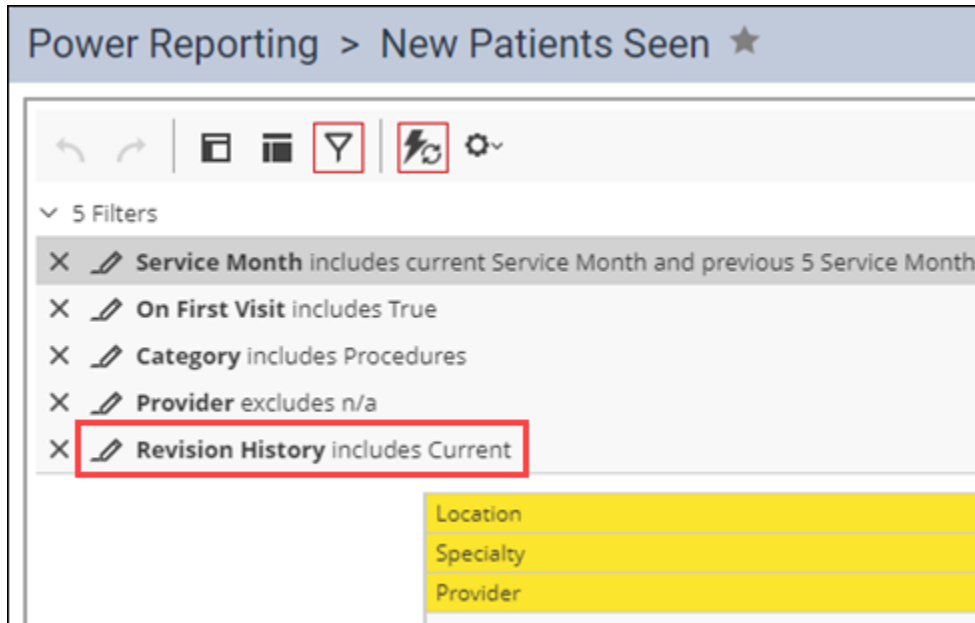 Power Reporting > New Patients Seen
5 Filters
Service Month includes current Service Month and previous 5 Service Month
On First Visit includes True
Category includes Procedures
Provider excludes n/a
Revision History includes Current
Location
Specialty
Provider